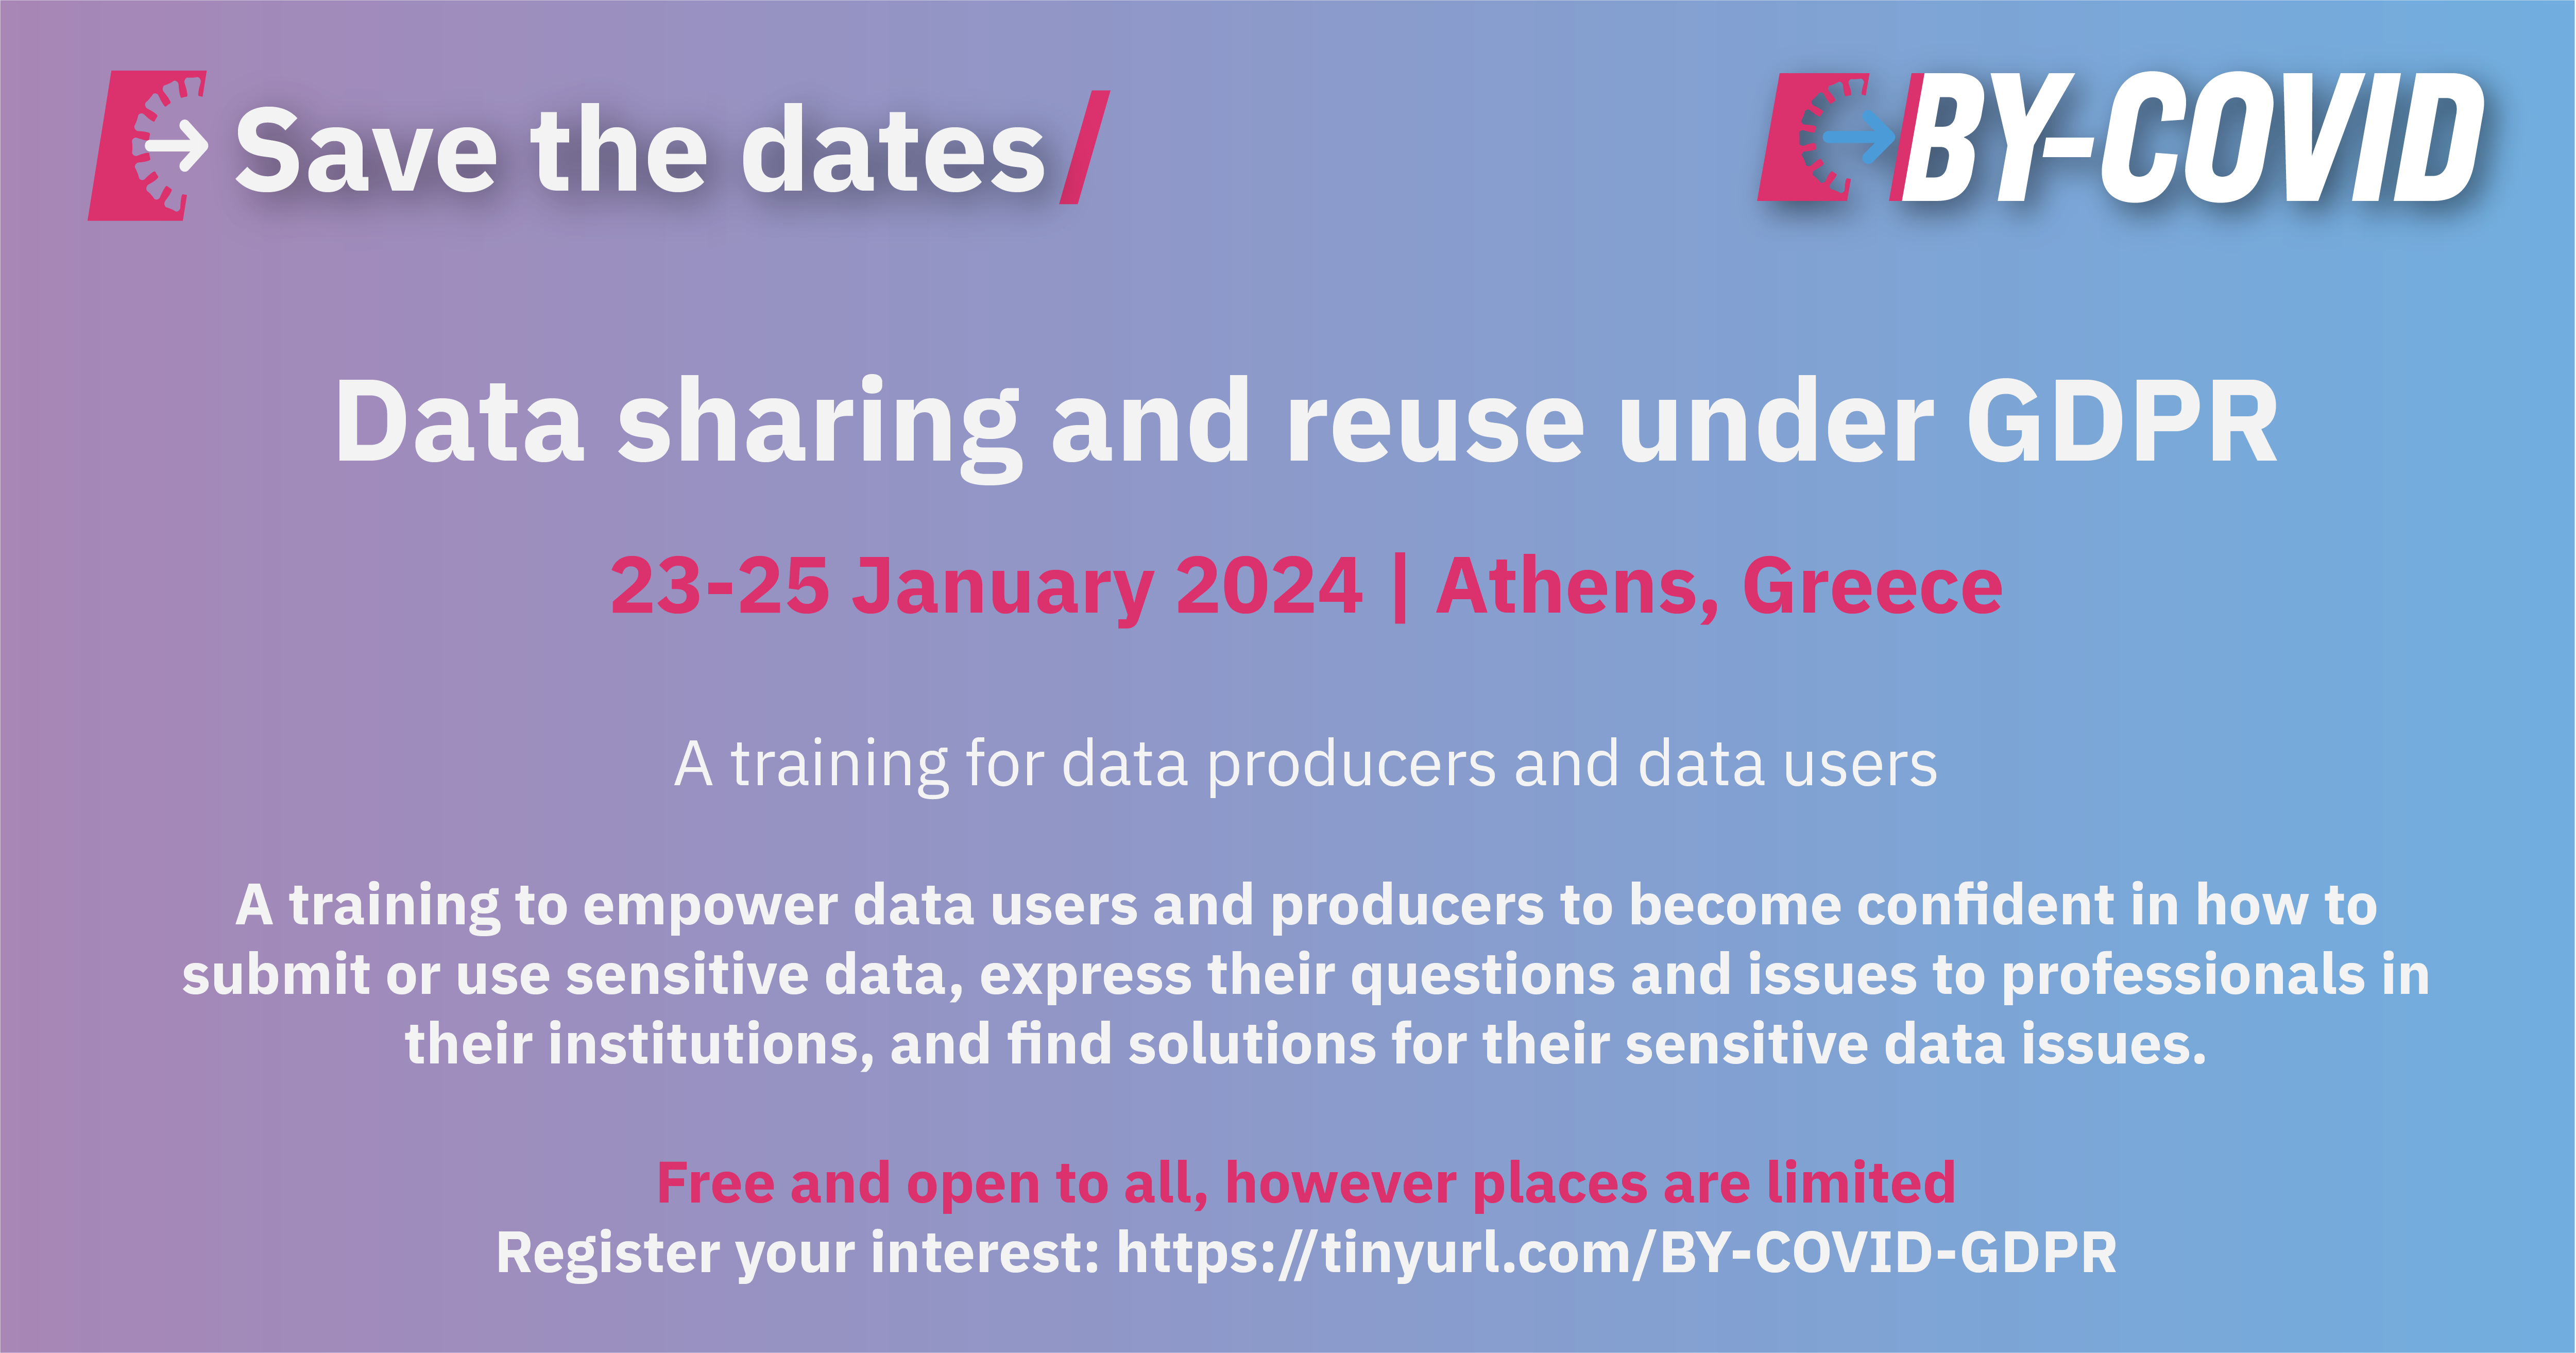 Save the dates/
BY-COVID
Data sharing and reuse under GDPR
23-25 January 2024 | Athens, Greece
A training for data producers and data users
A training to empower data users and producers to become confident in how to
submit or use sensitive data, express their questions and issues to professionals in
their institutions, and find solutions for their sensitive data issues.
Free and open to all, however places are limited
Register your interest: https://tinyurl.com/BY-COVID-GDPR